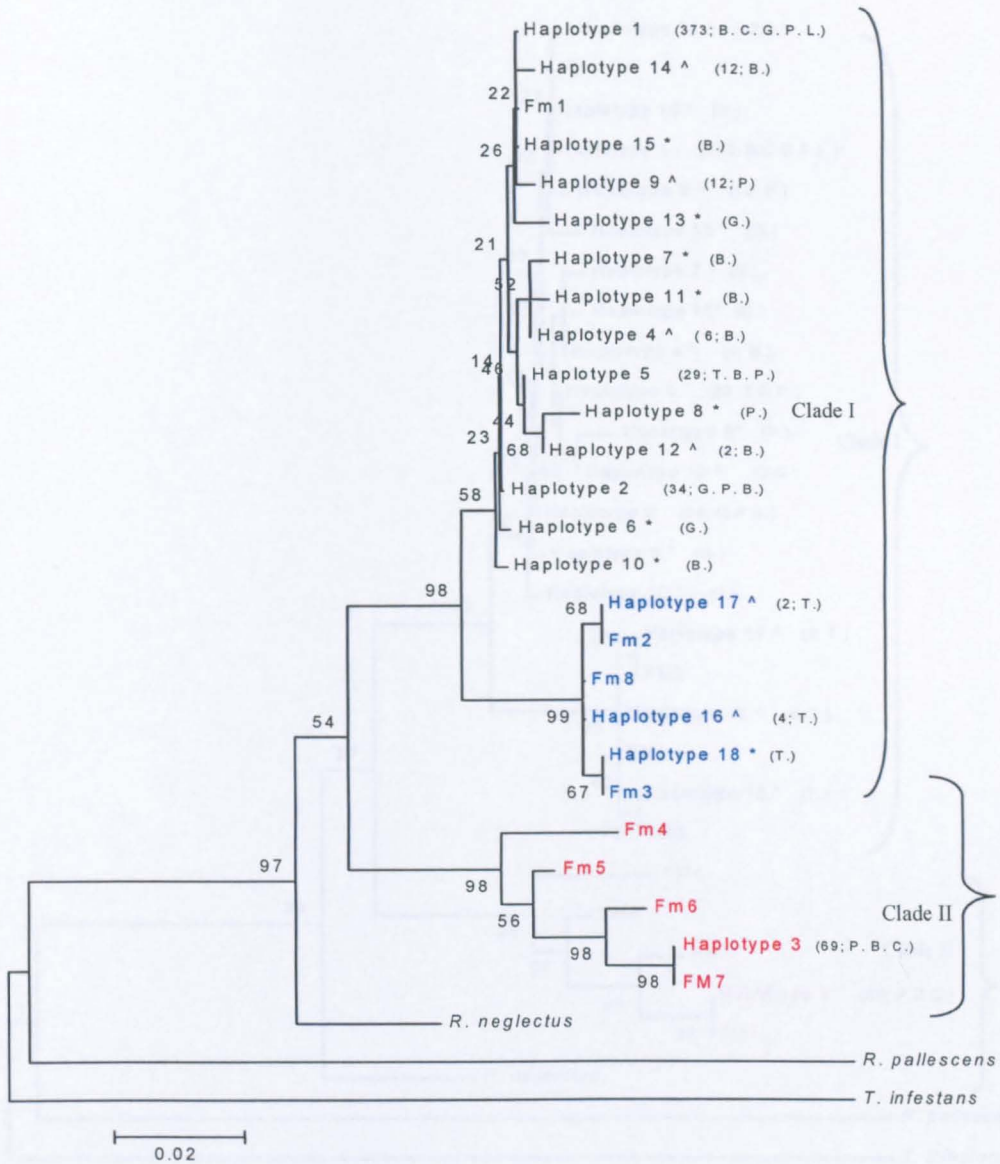 Haplotype 1 (373; B. C. G. P. L.)
Haplotype 14 ^ (12; B.)
22
Fm1
Haplotype 15 * (B.)
26
Haplotype 9 ^ (12; P)
Haplotype 13 * (G.)
21
Haplotype 7 * (B.)
52
Haplotype 11 * (B.)
Haplotype 4 ^ ( 6; B.)
14
46
Haplotype 5 (29; T. B. P.)
Haplotype 8 * (P.)
Clade I
44
23
68
Haplotype 12 ^ (2; B.)
58
Haplotype 2 (34; G. P. B.)
Haplotype 6 * (G.)
Haplotype 10 * (B.)
98
68
Haplotype 17 ^ (2; T.)
Fm2
Fm8
99
Haplotype 16 ^ (4; T.)
54
Haplotype 18 * (T.)
67
Fm3
Fm4
97
98
Fm5
56
Fm6
Clade II
98
Haplotype 3 (69; P. B. C.)
98
FM7
R. neglectus
R. pallescens
T. infestans
0.02